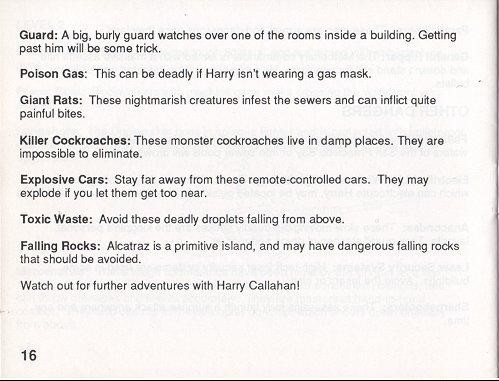 Guard: A big, burly guard watches over one of the rooms inside a building. Getting
past him will be some trick.
Poison Gas: This can be deadly if Harry isn't wearing a gas mask.
Giant Rats: These nightmarish creatures infest the sewers and can inflict quite
painful bites.
Killer Cockroaches: These monster cockroaches live in damp places. They are
impossible to eliminate.
Explosive Cars: Stay far away from these remote-controlled cars. They may
explode if you let them get too near.
Toxic Waste: Avoid these deadly droplets falling from above.
Falling Rocks: Alcatraz is a primitive island, and may have dangerous falling rocks
that should be avoided.
Watch out for further adventures with Harry Callahan!
16